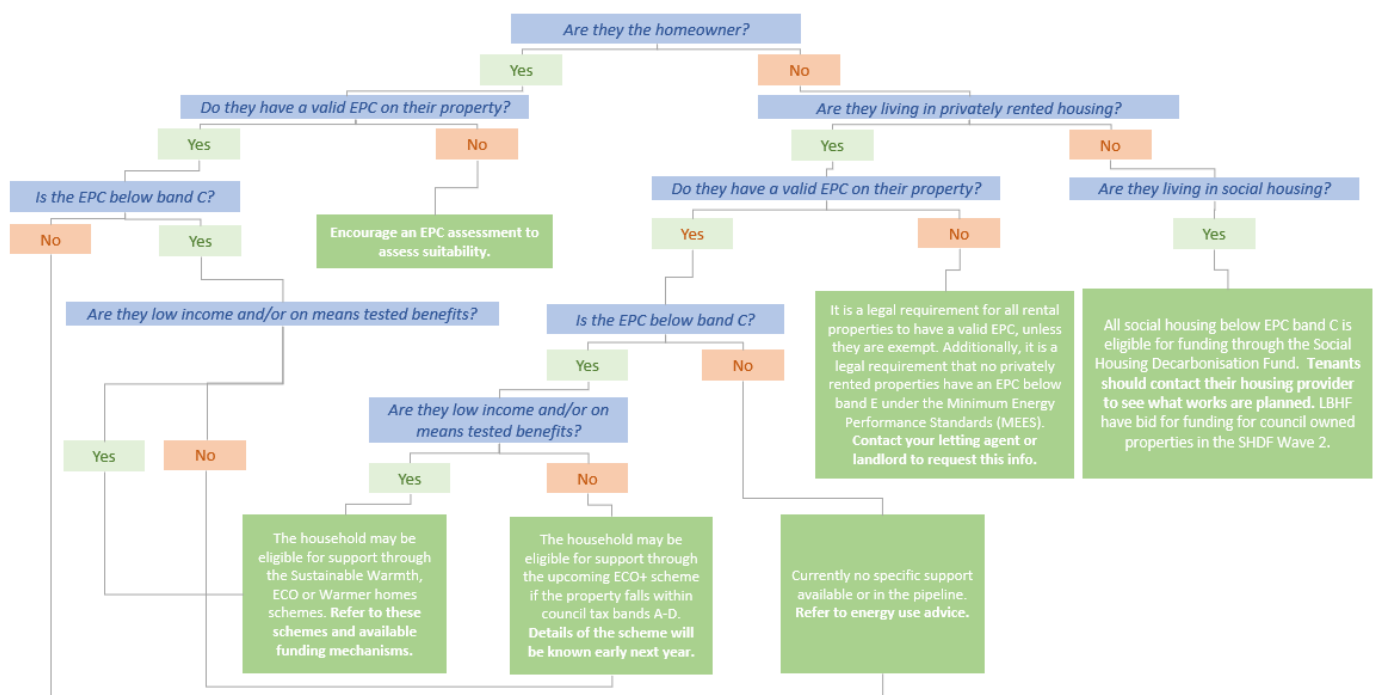 Are they the homeowner?
Yes
No
Do they have a valid EPC on their property?
Are they living in privately rented housing?
Yes
No
Yes
No
Is the EPC below band C?
Do they have a valid EPC on their property?
Are they living in social housing?
No
Yes
Encourage an EPC assessment to
assess suitability.
Yes
No
Yes
Are they low income and/or on means tested benefits?
Is the EPC below band C?
It is a legal requirement for all rental
properties to have a valid EPC, unless
they are exempt. Additionally, it is a
legal requirement that no privately
rented properties have an EPC below
band E under the Minimum Energy
Performance Standards (MEES).
Contact your letting agent or
landlord to request this info.
All social housing below EPC band C is
eligible for funding through the Social
Housing Decarbonisation Fund. Tenants
should contact their housing provider
to see what works are planned. LBHF
have bid for funding for council owned
properties in the SHDF Wave 2.
Yes
No
Are they low income and/or on
means tested benefits?
Yes
No
Yes
No
The household may be
eligible for support through
the Sustainable Warmth,
ECO or Warmer homes
schemes. Refer to these
schemes and available
funding mechanisms.
The household may be
eligible for support through
the upcoming ECO+ scheme
if the property falls within
council tax bands A-D.
Details of the scheme will
be known early next year.
Currently no specific support
available or in the pipeline.
Refer to energy use advice.